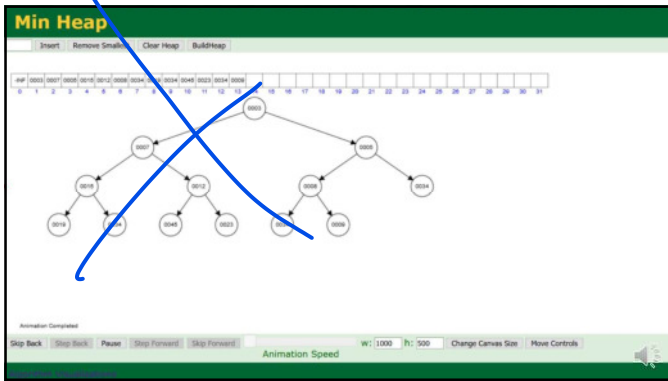 Min Heap
Insert Remove Smallest Clear Heap BuildHeap
-INF 0003 0007 0005 0015 0012 0008 0034 0034 0045 0023 0034 0009
0 1 2 3 4 5 6 7 8 9 10 11 12 13 14 15 16 17 18 19 20 21 22 23 24 25 26 27 28 29 30 31
0003
0007 0005
0015 0012 0008 0034
0019 0045 0023 0009
Animation Completed
Skip Back Step Back Pause Step Forward Skip Forward w: 1000 h: 500 Change Canvas Size Move Controls
Animation Speed